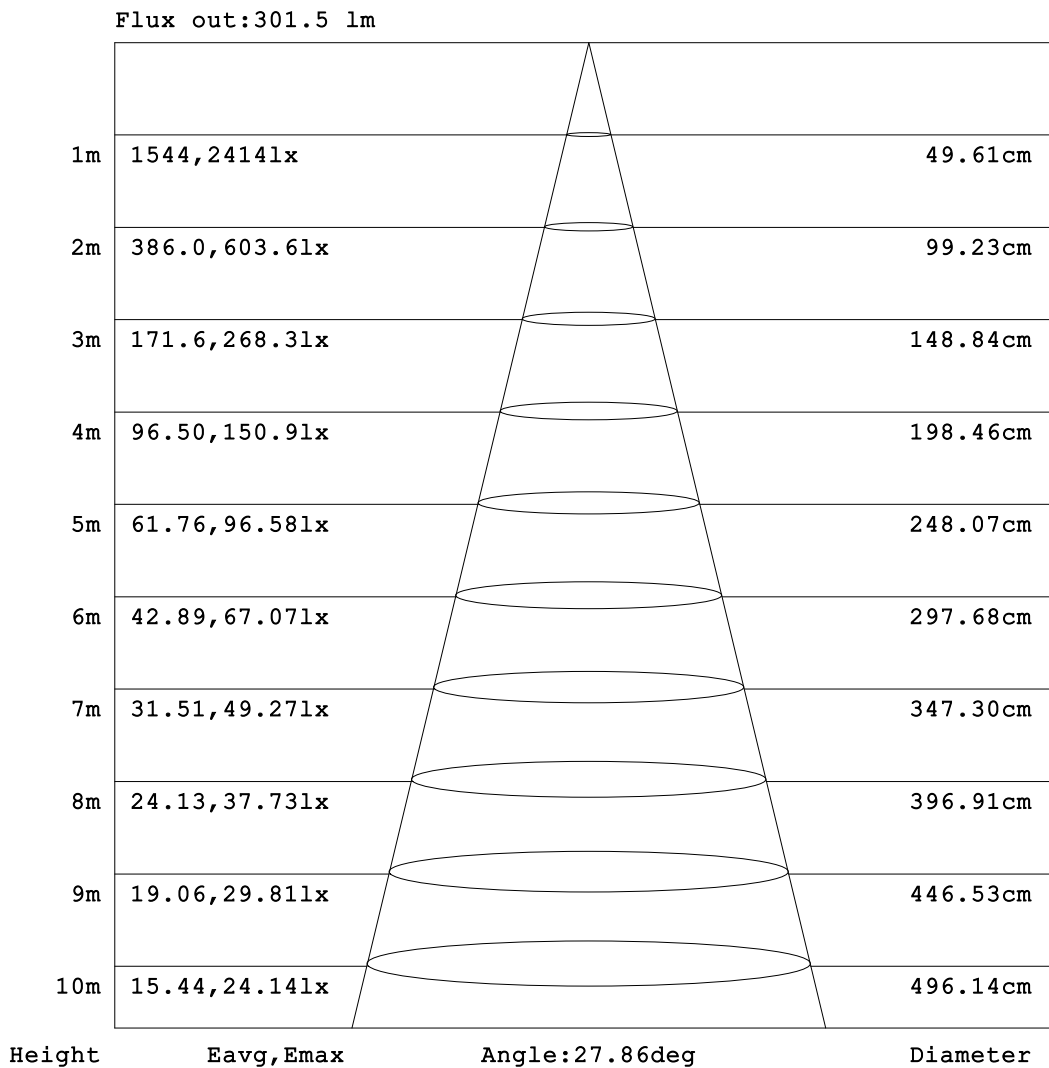 Flux out:301.5 lm
1m 1544,2414lx 49.61cm
2m 386.0,603.6lx 99.23cm
3m 171.6,268.3lx 148.84cm
4m 96.50,150.9lx 198.46cm
5m 61.76,96.58lx 248.07cm
6m 42.89,67.07lx 297.68cm
7m 31.51,49.27lx 347.30cm
8m 24.13,37.73lx 396.91cm
9m 19.06,29.81lx 446.53cm
10m 15.44,24.14lx 496.14cm
Height Eavg,Emax Angle:27.86deg Diameter